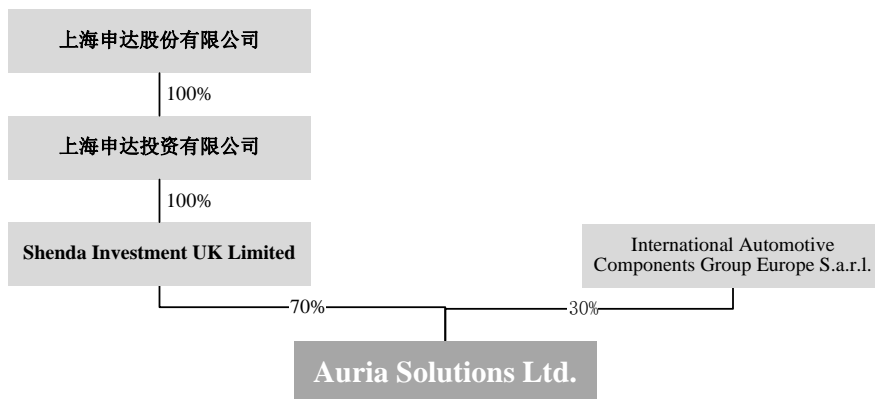 上海申达股份有限公司
100%
上海申达投资有限公司
100%
Shenda Investment UK Limited
International Automotive
Components Group Europe S.a.r.l.
70%
30%
Auria Solutions Ltd.